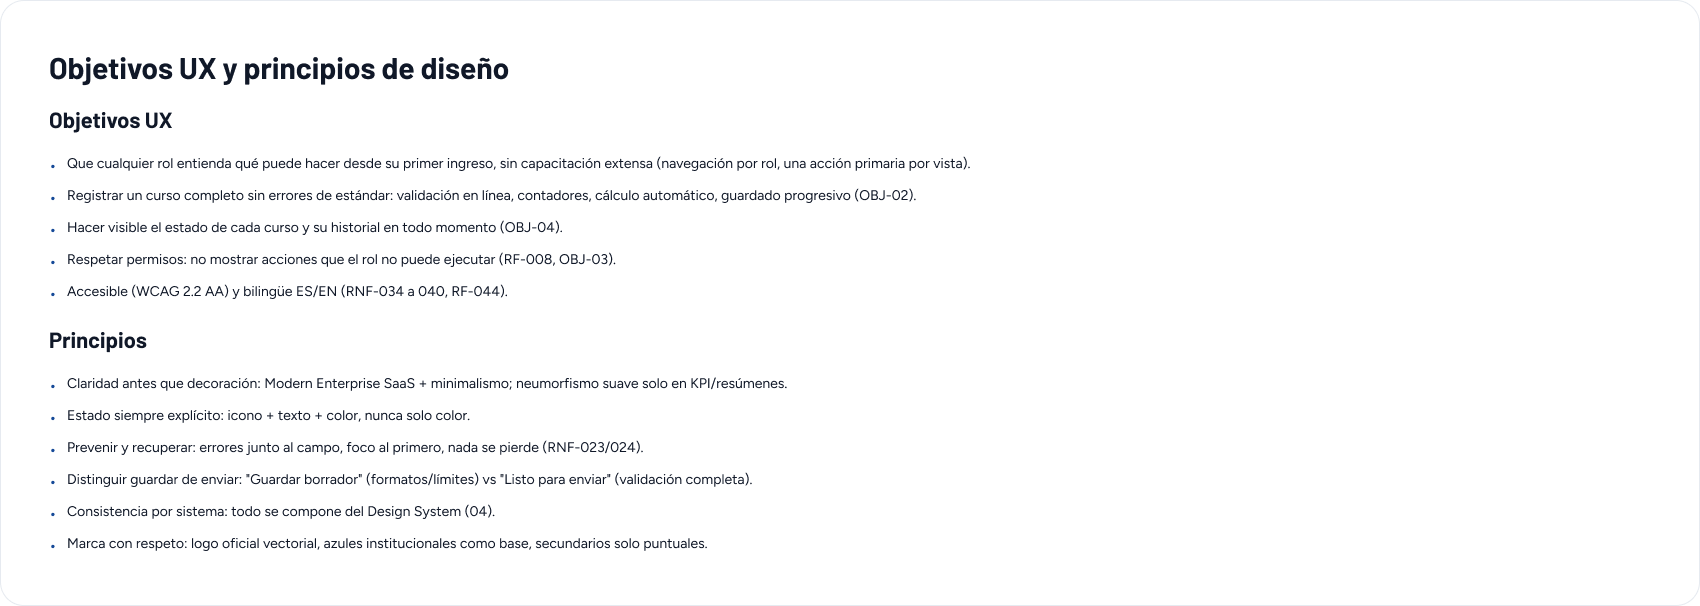 Objetivos UX y principios de diseño
Objetivos UX
• Que cualquier rol entienda qué puede hacer desde su primer ingreso, sin capacitación extensa (navegación por rol, una acción primaria por vista).
• Registrar un curso completo sin errores de estándar: validación en línea, contadores, cálculo automático, guardado progresivo (OBJ-02).
• Hacer visible el estado de cada curso y su historial en todo momento (OBJ-04).
• Respetar permisos: no mostrar acciones que el rol no puede ejecutar (RF-008, OBJ-03).
• Accesible (WCAG 2.2 AA) y bilingüe ES/EN (RNF-034 a 040, RF-044).
Principios
• Claridad antes que decoración: Modern Enterprise SaaS + minimalismo; neumorfismo suave solo en KPI/resúmenes.
• Estado siempre explícito: icono + texto + color, nunca solo color.
• Prevenir y recuperar: errores junto al campo, foco al primero, nada se pierde (RNF-023/024).
• Distinguir guardar de enviar: "Guardar borrador" (formatos/límites) vs "Listo para enviar" (validación completa).
• Consistencia por sistema: todo se compone del Design System (04).
• Marca con respeto: logo oficial vectorial, azules institucionales como base, secundarios solo puntuales.